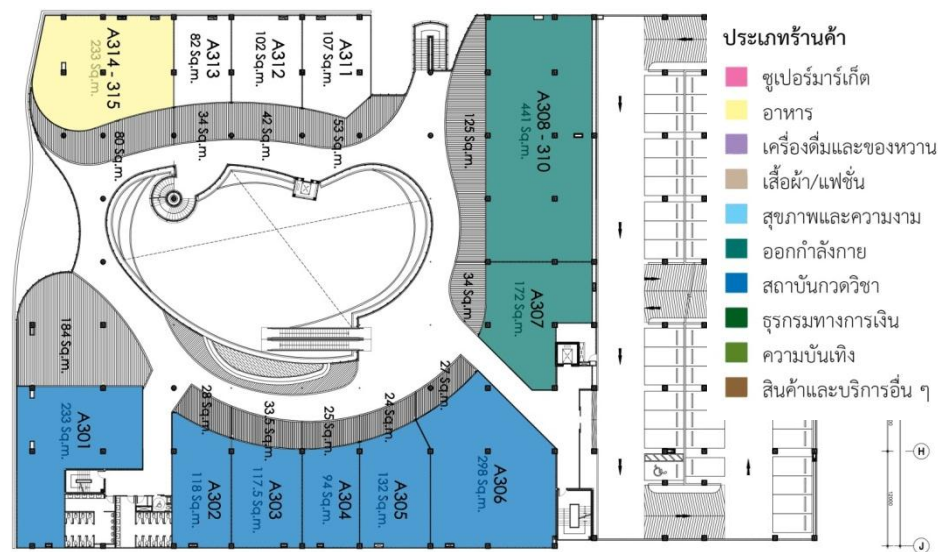 A314 - 315
233 Sq.m.
A313
82 Sq.m.
A312
102 Sq.m.
A311
107 Sq.m.
80 Sq.m.
34 Sq.m.
42 Sq.m.
53 Sq.m.
125 Sq.m.
A308 - 310
441 Sq.m.
34 Sq.m.
A307
172 Sq.m.
184 Sq.m.
A301
233 Sq.m.
28 Sq.m.
33.5 Sq.m.
25 Sq.m.
24 Sq.m.
27 Sq.m.
A302
118 Sq.m.
A303
117.5 Sq.m.
A304
94 Sq.m.
A305
132 Sq.m.
A306
298 Sq.m.
ประเภทร้านค้า
ซูเปอร์มาร์เก็ต
อาหาร
เครื่องดื่มและของหวาน
เสื้อผ้า/แฟชั่น
สุขภาพและความงาม
ออกกำลังกาย
สถาบันกวดวิชา
ธุรกรมทางการเงิน
ความบันเทิง
สินค้าและบริการอื่น ๆ
H
12000
J